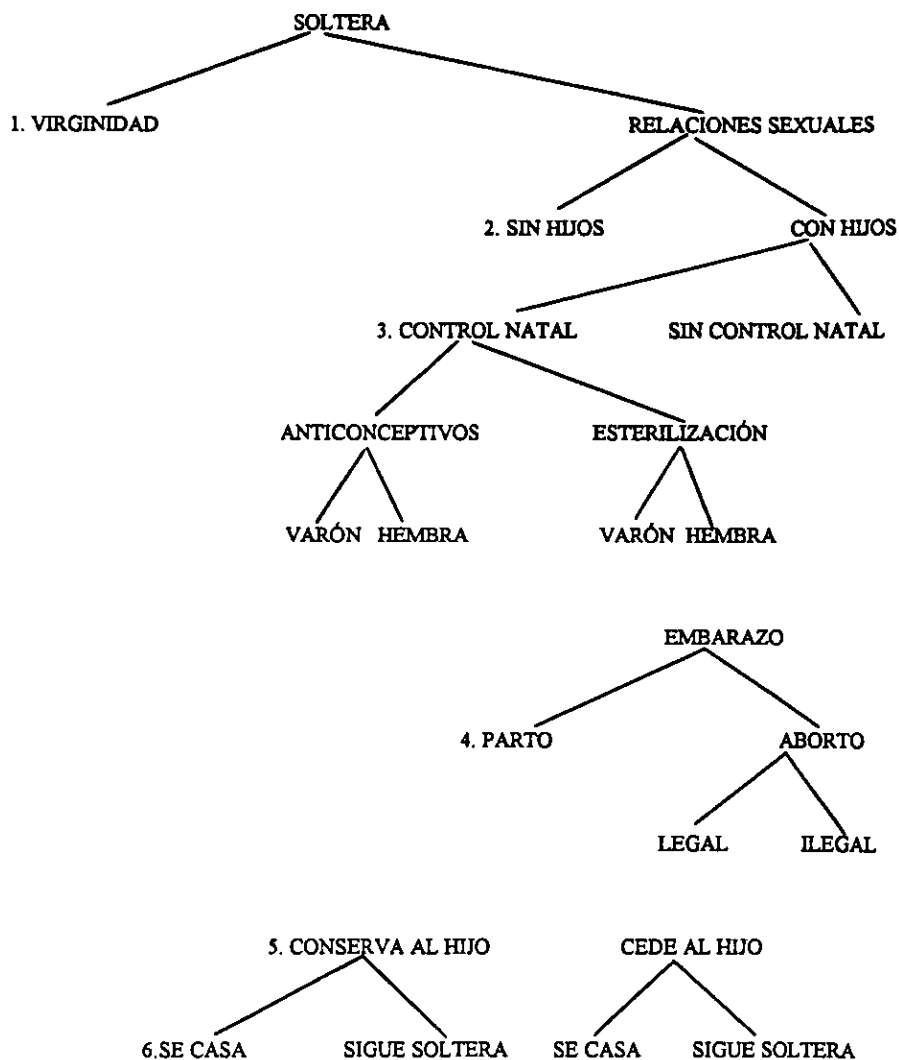 SOLTERA
1. VIRGINIDAD RELACIONES SEXUALES
2. SIN HIJOS CON HIJOS
3. CONTROL NATAL SIN CONTROL NATAL
ANTICONCEPTIVOS ESTERILIZACIÓN
VARÓN HEMBRA VARÓN HEMBRA
EMBARAZO
4. PARTO ABORTO
LEGAL ILEGAL
5. CONSERVA AL HIJO CEDE AL HIJO
6.SE CASA SIGUE SOLTERA SE CASA SIGUE SOLTERA